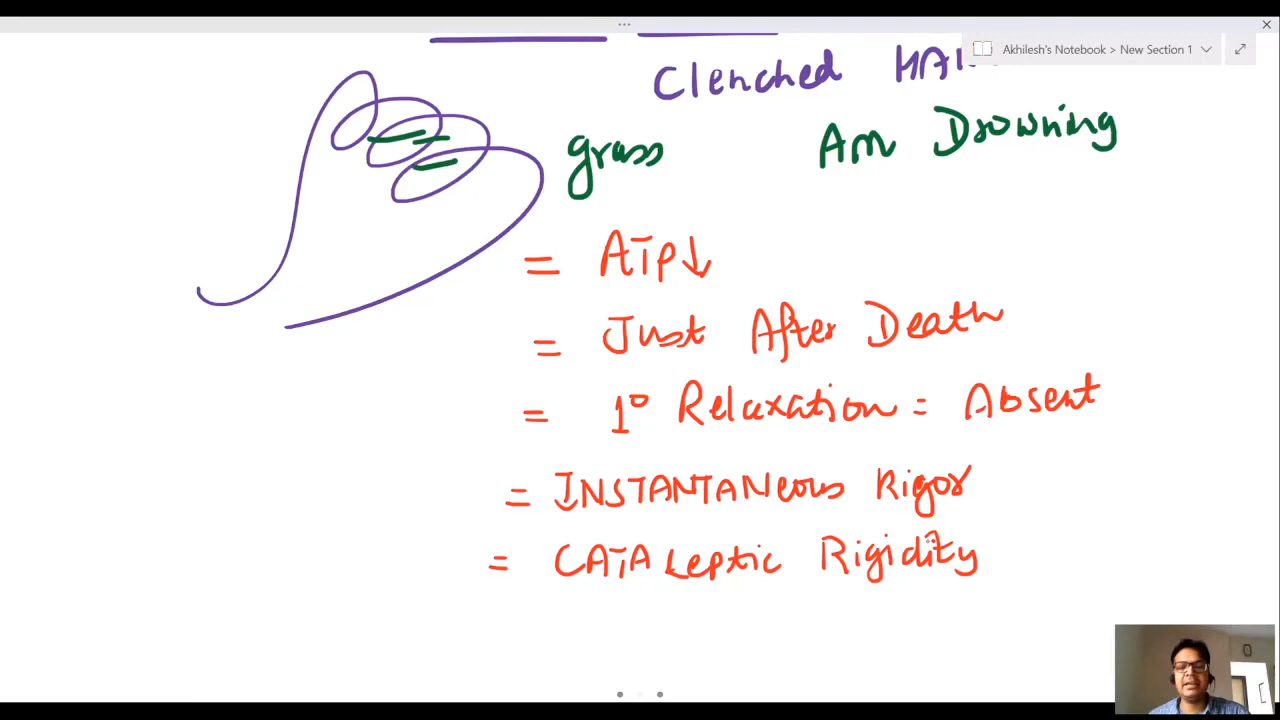 Akhilesh's Notebook > New Section 1
Clenched
grass Am Drowning
= ATP↓
= Just After Death
= 1° Relaxation = Absent
= INSTANTANeous Rigor
= CATALeptic Rigidity